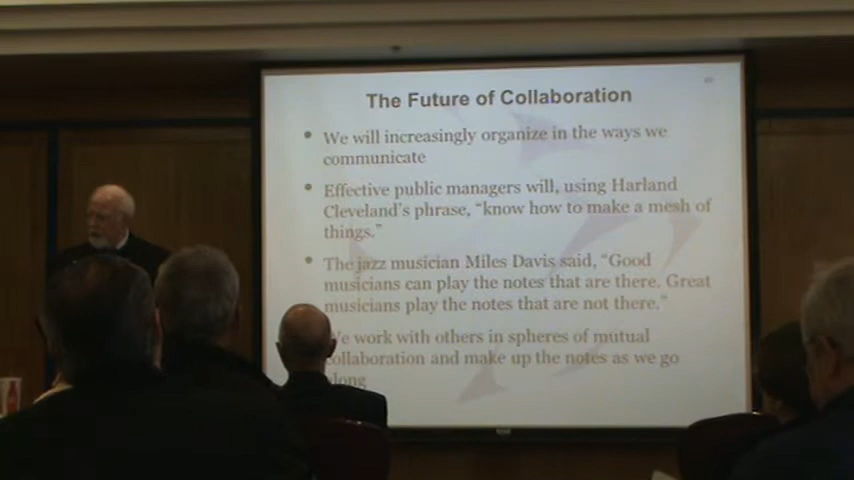 The Future of Collaboration
• We will increasingly organize in the ways we
communicate
• Effective public managers will, using Harland
Cleveland's phrase, "know how to make a mesh of
things."
• The jazz musician Miles Davis said, "Good
musicians can play the notes that are there. Great
musicians play the notes that are not there."
We work with others in spheres of mutual
collaboration and make up the notes as we go
along